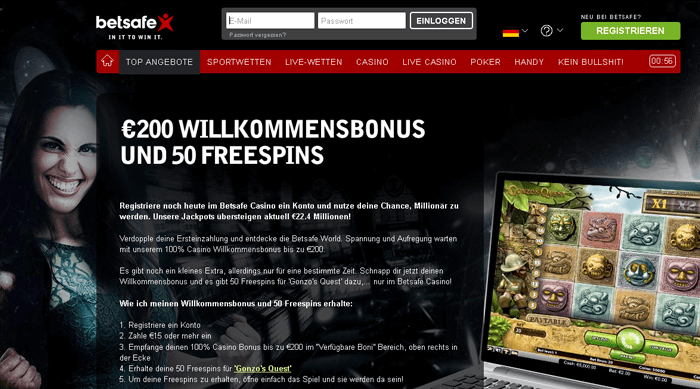 betsafe
IN IT TO WIN IT.
E-Mail
Passwort
EINLOGGEN
Passwort vergessen?
NEU BEI BETSAFE?
REGISTRIEREN
TOP ANGEBOTE SPORTWETTEN LIVE-WETTEN CASINO LIVE CASINO POKER HANDY KEIN BULLSHIT! 00:56
€200 WILLKOMMENSBONUS
UND 50 FREESPINS
Registriere noch heute im Betsafe Casino ein Konto und nutze deine Chance, Millionär zu
werden. Unsere Jackpots übersteigen aktuell €22.4 Millionen!
Verdopple deine Ersteinzahlung und entdecke die Betsafe World. Spannung und Aufregung warten
mit unserem 100% Casino Willkommensbonus bis zu €200.
Es gibt noch ein kleines Extra, allerdings nur für eine bestimmte Zeit. Schnapp dir jetzt deinen
Willkommensbonus und es gibt 50 Freespins für 'Gonzo's Quest' dazu,... nur im Betsafe Casino!
Wie ich meinen Willkommensbonus und 50 Freespins erhalte:
1. Registriere ein Konto
2. Zahle €15 oder mehr ein
3. Empfange deinen 100% Casino Bonus bis zu €200 im "Verfügbare Boni" Bereich, oben rechts in
der Ecke
4. Erhalte deine 50 Freespins für 'Gonzo's Quest'
5. Um deine Freespins zu erhalten, öfne einfach das Spiel und sie werden da sein!
Gonzo's Quest
X1 X2
PAYTABLE